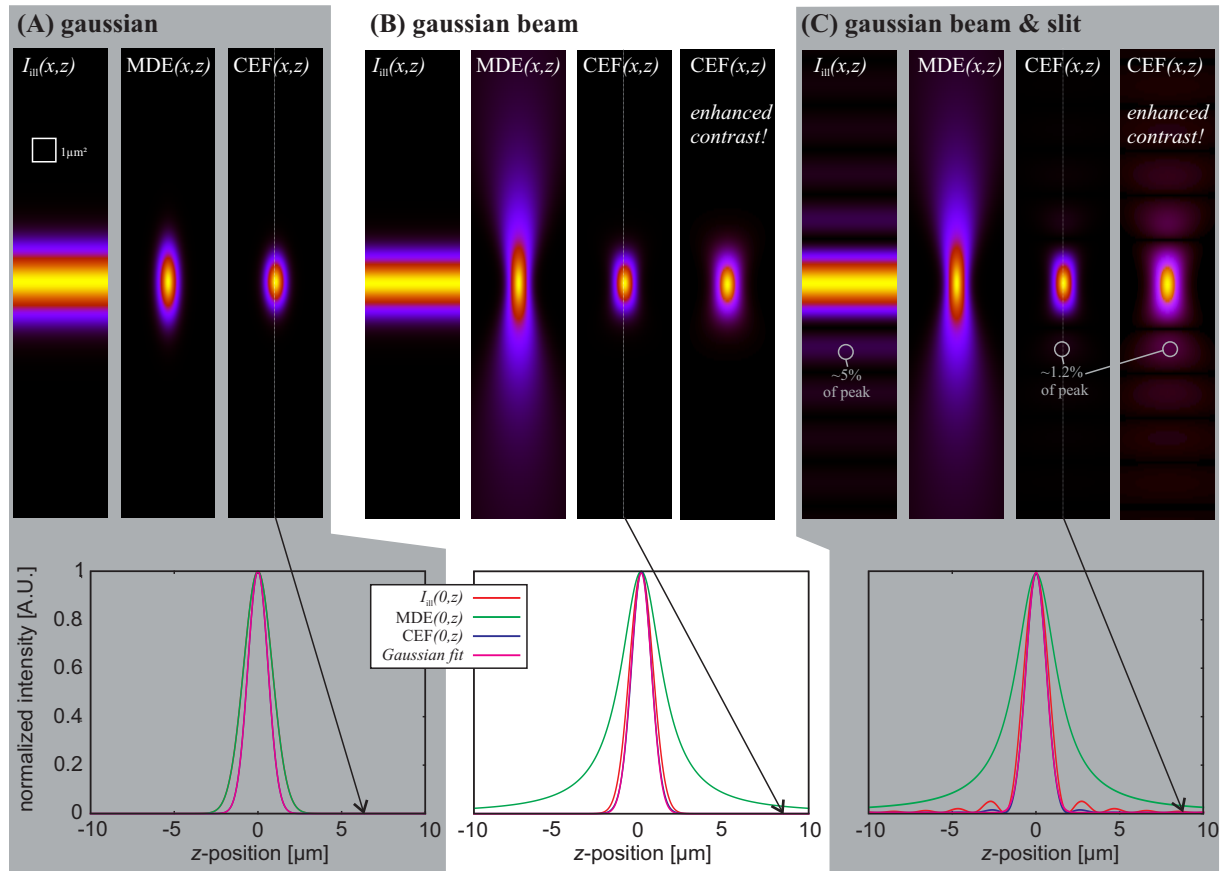 (A) gaussian
I_ill(x,z)
MDE(x,z)
CEF(x,z)
1µm²
(B) gaussian beam
I_ill(x,z)
MDE(x,z)
CEF(x,z)
CEF(x,z)
enhanced
contrast!
(C) gaussian beam & slit
I_ill(x,z)
MDE(x,z)
CEF(x,z)
CEF(x,z)
enhanced
contrast!
~5%
of peak
~1.2%
of peak
normalized intensity [A.U.]
1
0.8
0.6
0.4
0.2
0
-10
-5
0
5
10
z-position [µm]
I_ill(0,z)
MDE(0,z)
CEF(0,z)
Gaussian fit
-10
-5
0
5
10
z-position [µm]
-10
-5
0
5
10
z-position [µm]